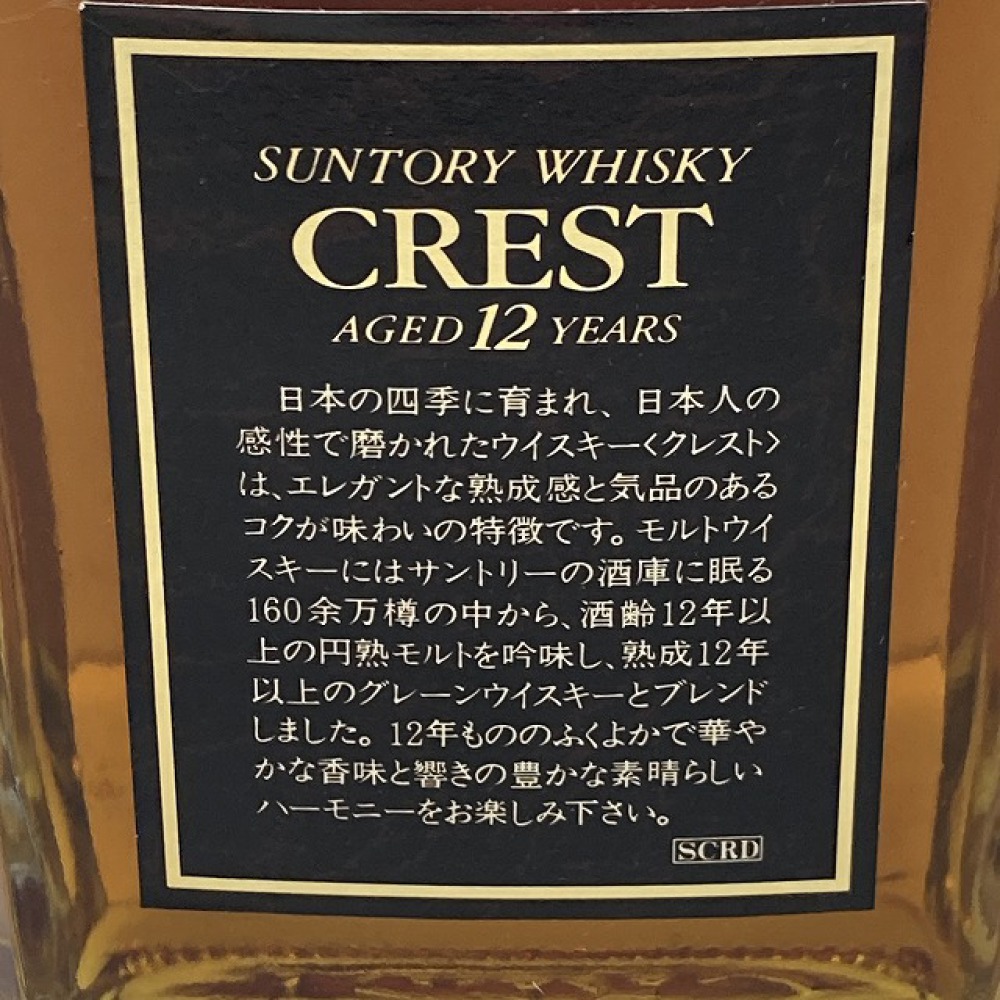 SUNTORY WHISKY
CREST
AGED 12 YEARS
日本の四季に育まれ、日本人の
感性で磨かれたウイスキー〈クレスト〉
は、エレガントな熟成感と気品のある
コクが味わいの特徴です。モルトウイ
スキーにはサントリーの酒庫に眠る
160余万樽の中から、酒齢12年以
上の円熟モルトを吟味し、熟成12年
以上のグレーンウイスキーとブレンド
しました。12年もののふくよかで華や
かな香味と響きの豊かな素晴らしい
ハーモニーをお楽しみ下さい。
SCRD